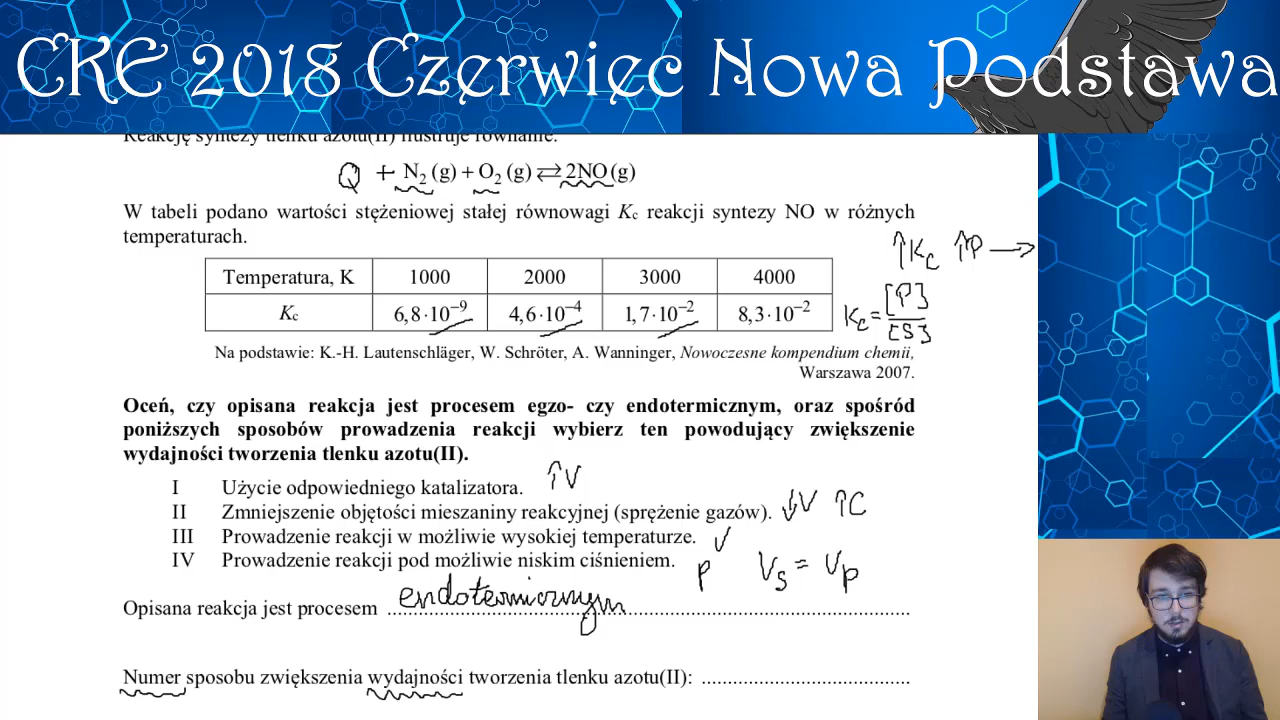 CKE 2018 Czerwięc Nowa Podstawa
Reakcję syntezy tlenku azotu(II) ilustruje równanie:
Q + N₂ (g) + O₂ (g) ⇄ 2NO (g)
W tabeli podano wartości stężeniowej stałej równowagi Kc reakcji syntezy NO w różnych
temperaturach.
↑Kc ↑P →
Temperatura, K 1000 2000 3000 4000
Kc 6,8·10⁻⁹ 4,6·10⁻⁴ 1,7·10⁻² 8,3·10⁻²
Kc = [P]/[S]
Na podstawie: K.-H. Lautenschläger, W. Schröter, A. Wanninger, Nowoczesne kompendium chemii,
Warszawa 2007.
Oceń, czy opisana reakcja jest procesem egzo- czy endotermicznym, oraz spośród
poniższych sposobów prowadzenia reakcji wybierz ten powodujący zwiększenie
wydajności tworzenia tlenku azotu(II).
I Użycie odpowiedniego katalizatora. ↑V
II Zmniejszenie objętości mieszaniny reakcyjnej (sprężenie gazów). ↓V ↑C
III Prowadzenie reakcji w możliwie wysokiej temperaturze. ✓
IV Prowadzenie reakcji pod możliwie niskim ciśnieniem. p Vs = Vp
Opisana reakcja jest procesem endotermicznym
Numer sposobu zwiększenia wydajności tworzenia tlenku azotu(II): ........................................